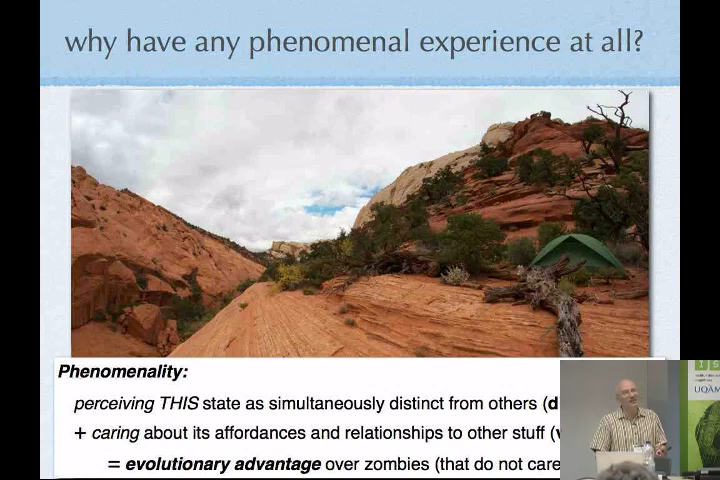 why have any phenomenal experience at all?
Phenomenality:
perceiving THIS state as simultaneously distinct from others (d
+ caring about its affordances and relationships to other stuff (
= evolutionary advantage over zombies (that do not care
UQÀM